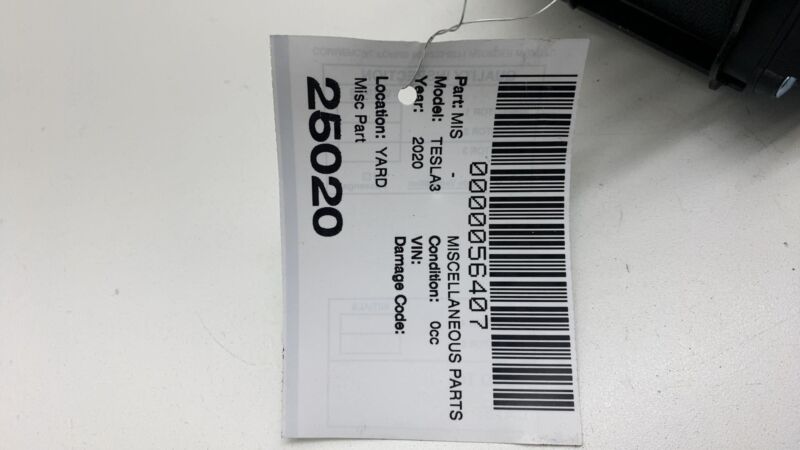 0000056407
Part: MIS - MISCELLANEOUS PARTS
Model: TESLA3 Condition: 0cc
Year: 2020 VIN:
Damage Code:
Location: YARD
Misc Part
25020